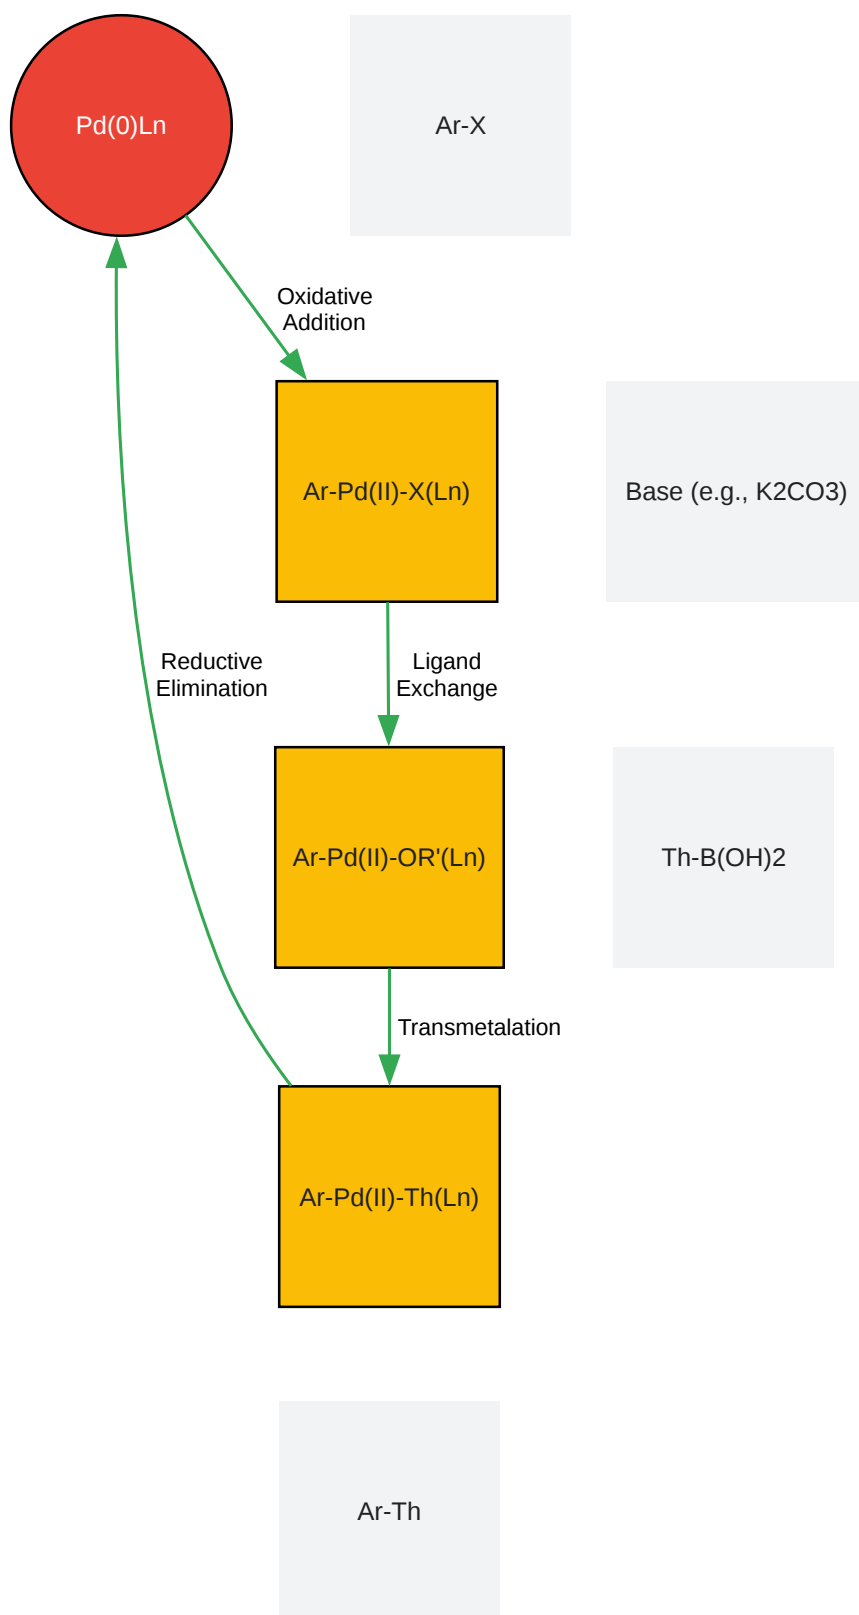 Pd(0)Ln
Ar-X
Oxidative
Addition
Ar-Pd(II)-X(Ln)
Base (e.g., K2CO3)
Reductive
Elimination
Ligand
Exchange
Ar-Pd(II)-OR'(Ln)
Th-B(OH)2
Transmetalation
Ar-Pd(II)-Th(Ln)
Ar-Th